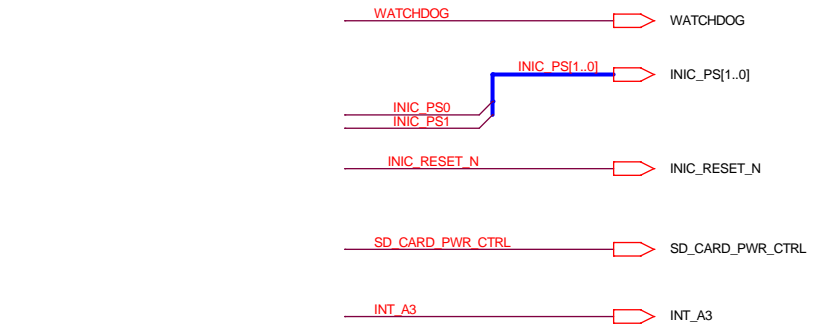 WATCHDOG WATCHDOG
INIC_PS[1..0] INIC_PS[1..0]
INIC_PS0
INIC_PS1
INIC_RESET_N INIC_RESET_N
SD_CARD_PWR_CTRL SD_CARD_PWR_CTRL
INT_A3 INT_A3